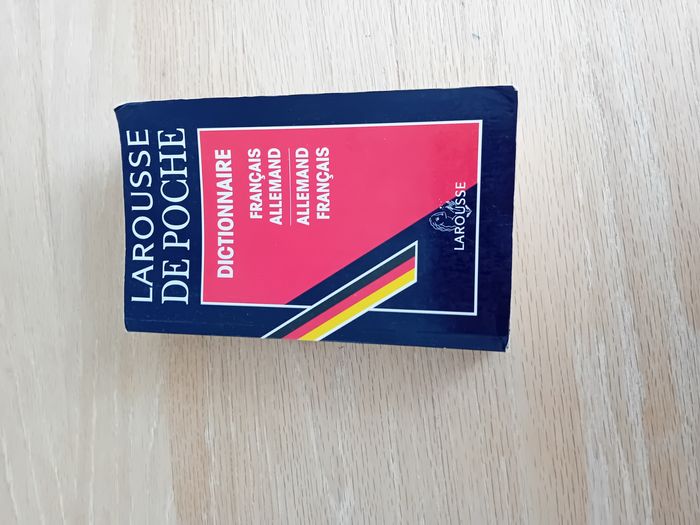 LAROUSSE
DE POCHE
DICTIONNAIRE
FRANÇAIS
ALLEMAND
ALLEMAND
FRANÇAIS
LAROUSSE